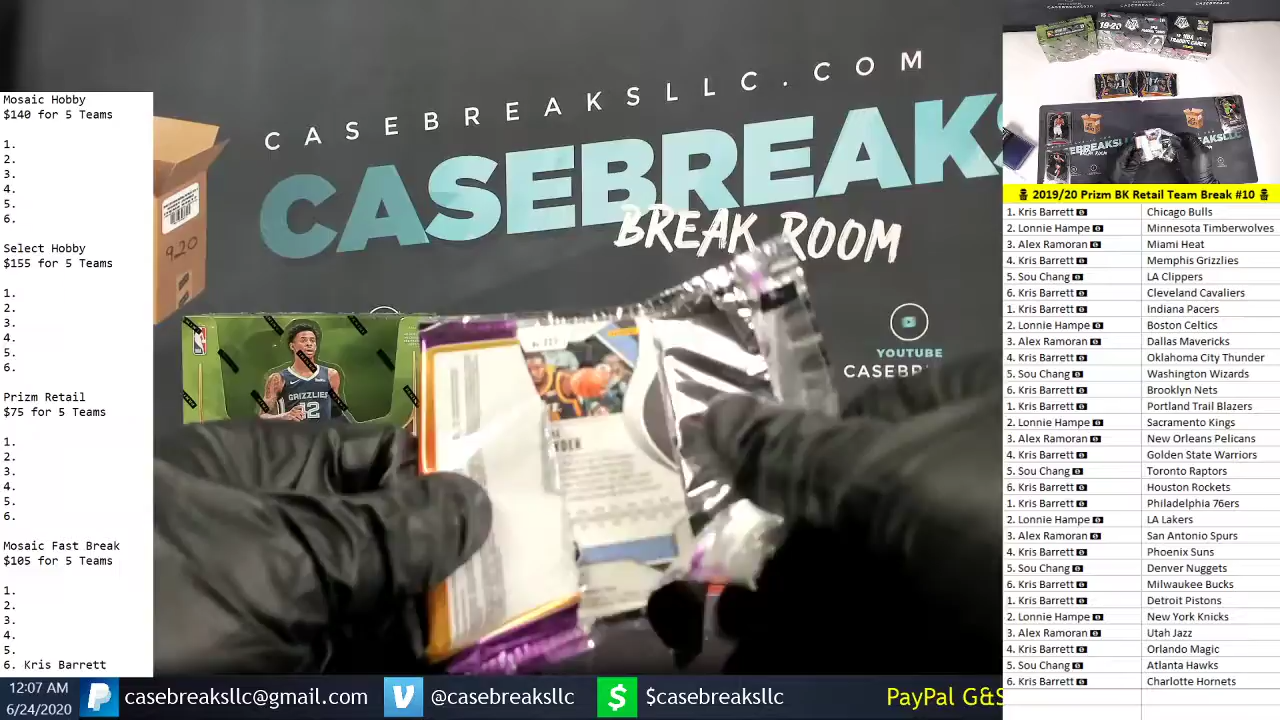 Mosaic Hobby
$140 for 5 Teams
1.
2.
3.
4.
5.
6.
Select Hobby
$155 for 5 Teams
1.
2.
3.
4.
5.
6.
Prizm Retail
$75 for 5 Teams
1.
2.
3.
4.
5.
6.
Mosaic Fast Break
$105 for 5 Teams
1.
2.
3.
4.
5.
6. Kris Barrett
CASEBREAKSLLC.COM
CASEBREAKS
BREAK ROOM
920
NBA
GRIZZLIES
12
YOUTUBE
CASEBR
19-20
2019/20 Prizm BK Retail Team Break #10
1. Kris Barrett Chicago Bulls
2. Lonnie Hampe Minnesota Timberwolves
3. Alex Ramoran Miami Heat
4. Kris Barrett Memphis Grizzlies
5. Sou Chang LA Clippers
6. Kris Barrett Cleveland Cavaliers
1. Kris Barrett Indiana Pacers
2. Lonnie Hampe Boston Celtics
3. Alex Ramoran Dallas Mavericks
4. Kris Barrett Oklahoma City Thunder
5. Sou Chang Washington Wizards
6. Kris Barrett Brooklyn Nets
1. Kris Barrett Portland Trail Blazers
2. Lonnie Hampe Sacramento Kings
3. Alex Ramoran New Orleans Pelicans
4. Kris Barrett Golden State Warriors
5. Sou Chang Toronto Raptors
6. Kris Barrett Houston Rockets
1. Kris Barrett Philadelphia 76ers
2. Lonnie Hampe LA Lakers
3. Alex Ramoran San Antonio Spurs
4. Kris Barrett Phoenix Suns
5. Sou Chang Denver Nuggets
6. Kris Barrett Milwaukee Bucks
1. Kris Barrett Detroit Pistons
2. Lonnie Hampe New York Knicks
3. Alex Ramoran Utah Jazz
4. Kris Barrett Orlando Magic
5. Sou Chang Atlanta Hawks
6. Kris Barrett Charlotte Hornets
12:07 AM
6/24/2020
casebreaksllc@gmail.com
@casebreaksllc
$casebreaksllc
PayPal G&S